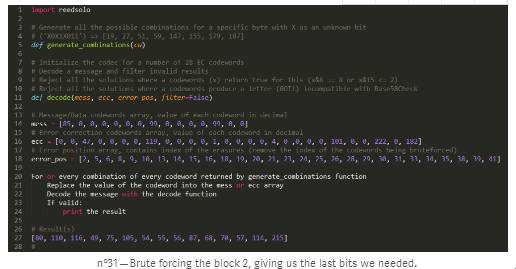 1 import reedsolo
2
3 # Generate all the possible combinations for a specific byte with X as an unknown bit
4 # ('X0X1X011') => [19, 27, 51, 59, 147, 155, 179, 187]
5 def generate_combinations(cw)
6
7 # Initialize the codec for a number of 28 EC codewords
8 # Decode a message and filter invalid results
9 # Reject all the solutions where a codewords (x) return true for this (x%8 :: 8 or x%15 <- 2)
10 # Reject all the solutions where a codewords produce a letter (0OIl) incompatible with Base58Check
11 def decode(mess, ecc, error_pos, filter=False)
12
13 # Message/Data codewords array, value of each codeword in decimal
14 mess = [85, 0, 0, 0, 0, 0, 0, 99, 0, 0, 0, 0, 99, 0, 0]
15 # Error correction codewords array, value of each codeword in decimal
16 ecc = [0, 0, 47, 0, 0, 0, 0, 119, 0, 0, 0, 0, 1, 0, 0, 0, 4, 0 ,0, 0, 0, 101, 0, 0, 222, 0, 182]
17 # Error position array, contains index of the erasures (remove the index of the codewords being bruteforced)
18 error_pos = [2, 5, 6, 8, 9, 10, 13, 14, 15, 16, 18, 19, 20, 21, 23, 24, 25, 26, 28, 29, 30, 31, 33, 34, 35, 38, 39, 41]
19
20 For or every combination of every codeword returned by generate_combinations function
21 Replace the value of the codeword into the mess or ecc array
22 Decode the message with the decode function
23 If valid:
24 print the result
25
26 # Result(s)
27 [80, 110, 116, 49, 75, 105, 54, 55, 56, 87, 68, 70, 57, 114, 215]
28 #
nº31 — Brute forcing the block 2, giving us the last bits we needed.